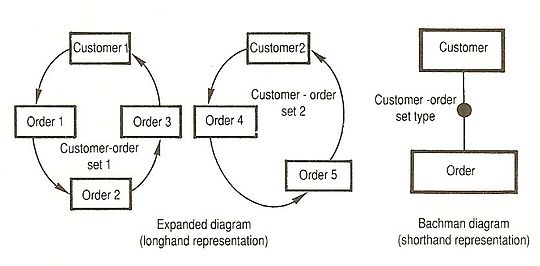 Customer 1
Order 1
Order 3
Customer-order
set 1
Order 2
Customer2
Customer - order
set 2
Order 4
Order 5
Expanded diagram
(longhand representation)
Customer
Customer -order
set type
Order
Bachman diagram
(shorthand representation)